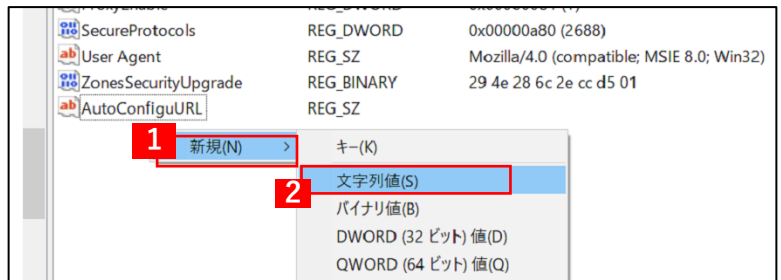 SecureProtocols REG_DWORD 0x00000a80 (2688)
User Agent REG_SZ Mozilla/4.0 (compatible; MSIE 8.0; Win32)
ZonesSecurityUpgrade REG_BINARY 29 4e 28 6c 2e cc d5 01
AutoConfiguURL REG_SZ
1 新規(N) > キー(K)
2 文字列値(S)
バイナリ値(B)
DWORD (32 ビット) 値(D)
QWORD (64 ビット) 値(Q)